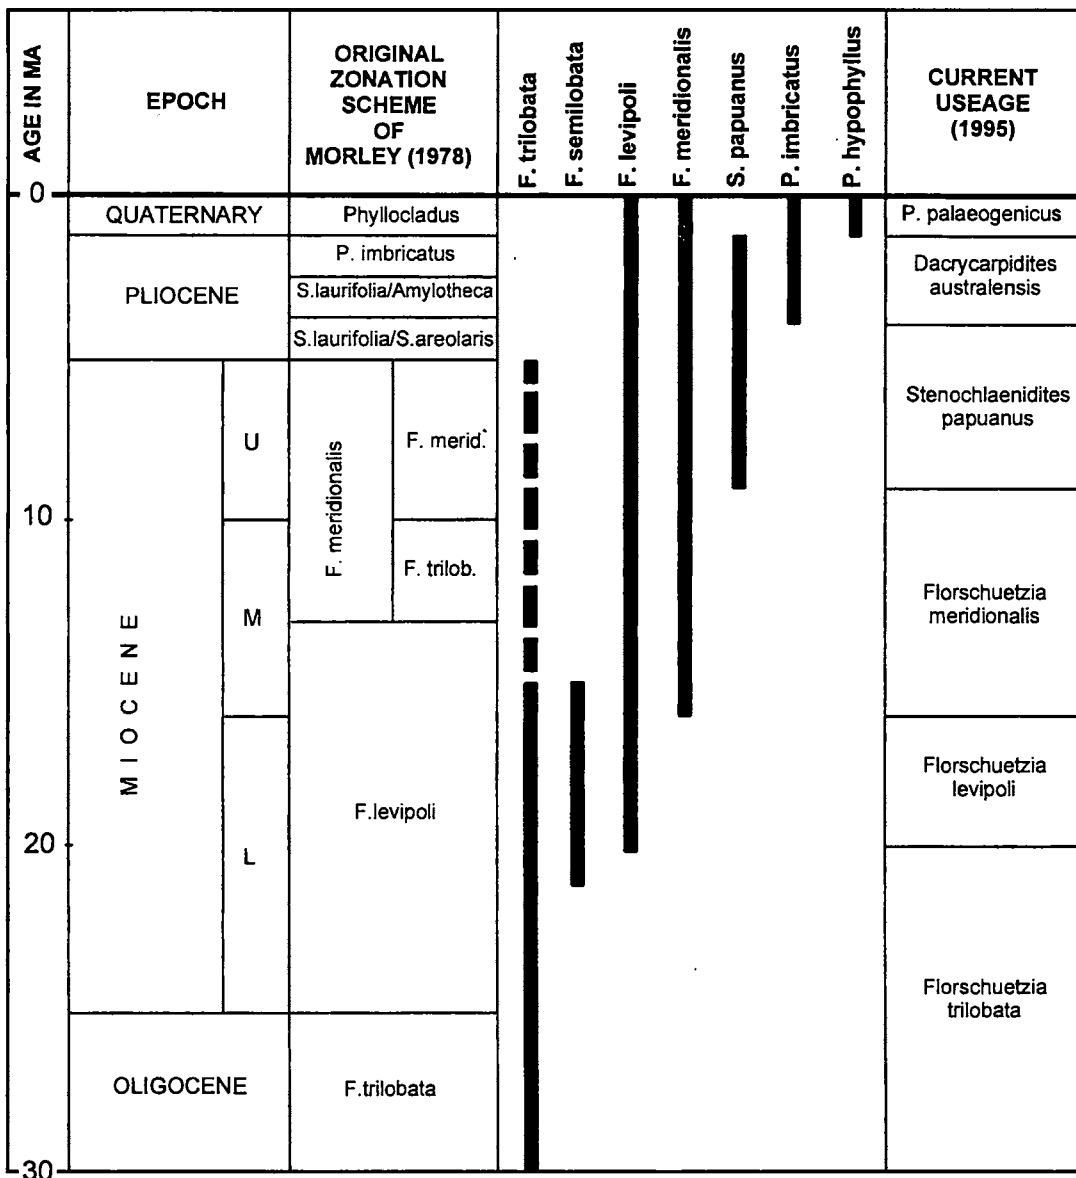 AGE IN MA
EPOCH
ORIGINAL
ZONATION
SCHEME
OF
MORLEY (1978)
F. trilobata
F. semilobata
F. levipoli
F. meridionalis
S. papuanus
P. imbricatus
P. hypophyllus
CURRENT
USEAGE
(1995)
0
QUATERNARY
Phyllocladus
P. palaeogenicus
PLIOCENE
P. imbricatus
S.laurifolia/Amylotheca
S.laurifolia/S.areolaris
Dacrycarpidites
australensis
Stenochlaenidites
papuanus
MIOCENE
U
M
L
F. meridionalis
F. merid.
F. trilob.
10
Florschuetzia
meridionalis
F.levipoli
Florschuetzia
levipoli
20
Florschuetzia
trilobata
OLIGOCENE
F.trilobata
30